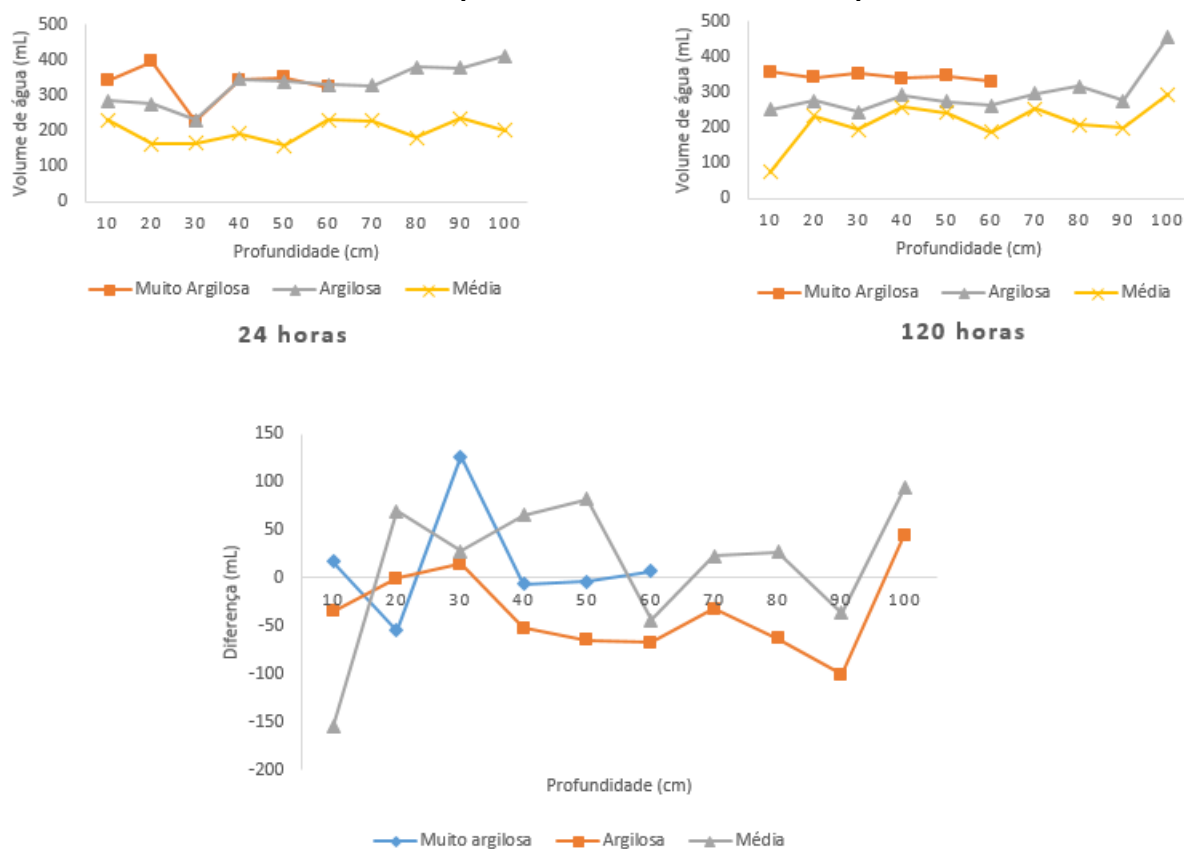 500
400
300
200
100
0
Volume de água (mL)
10 20 30 40 50 60 70 80 90 100
Profundidade (cm)
Muito Argilosa Argilosa Média
24 horas
500
400
300
200
100
0
Volume de água (mL)
10 20 30 40 50 60 70 80 90 100
Profundidade (cm)
Muito Argilosa Argilosa Média
120 horas
150
100
50
0
-50
-100
-150
-200
Diferença (mL)
10 20 30 40 50 60 70 80 90 100
Profundidade (cm)
Muito argilosa Argilosa Média